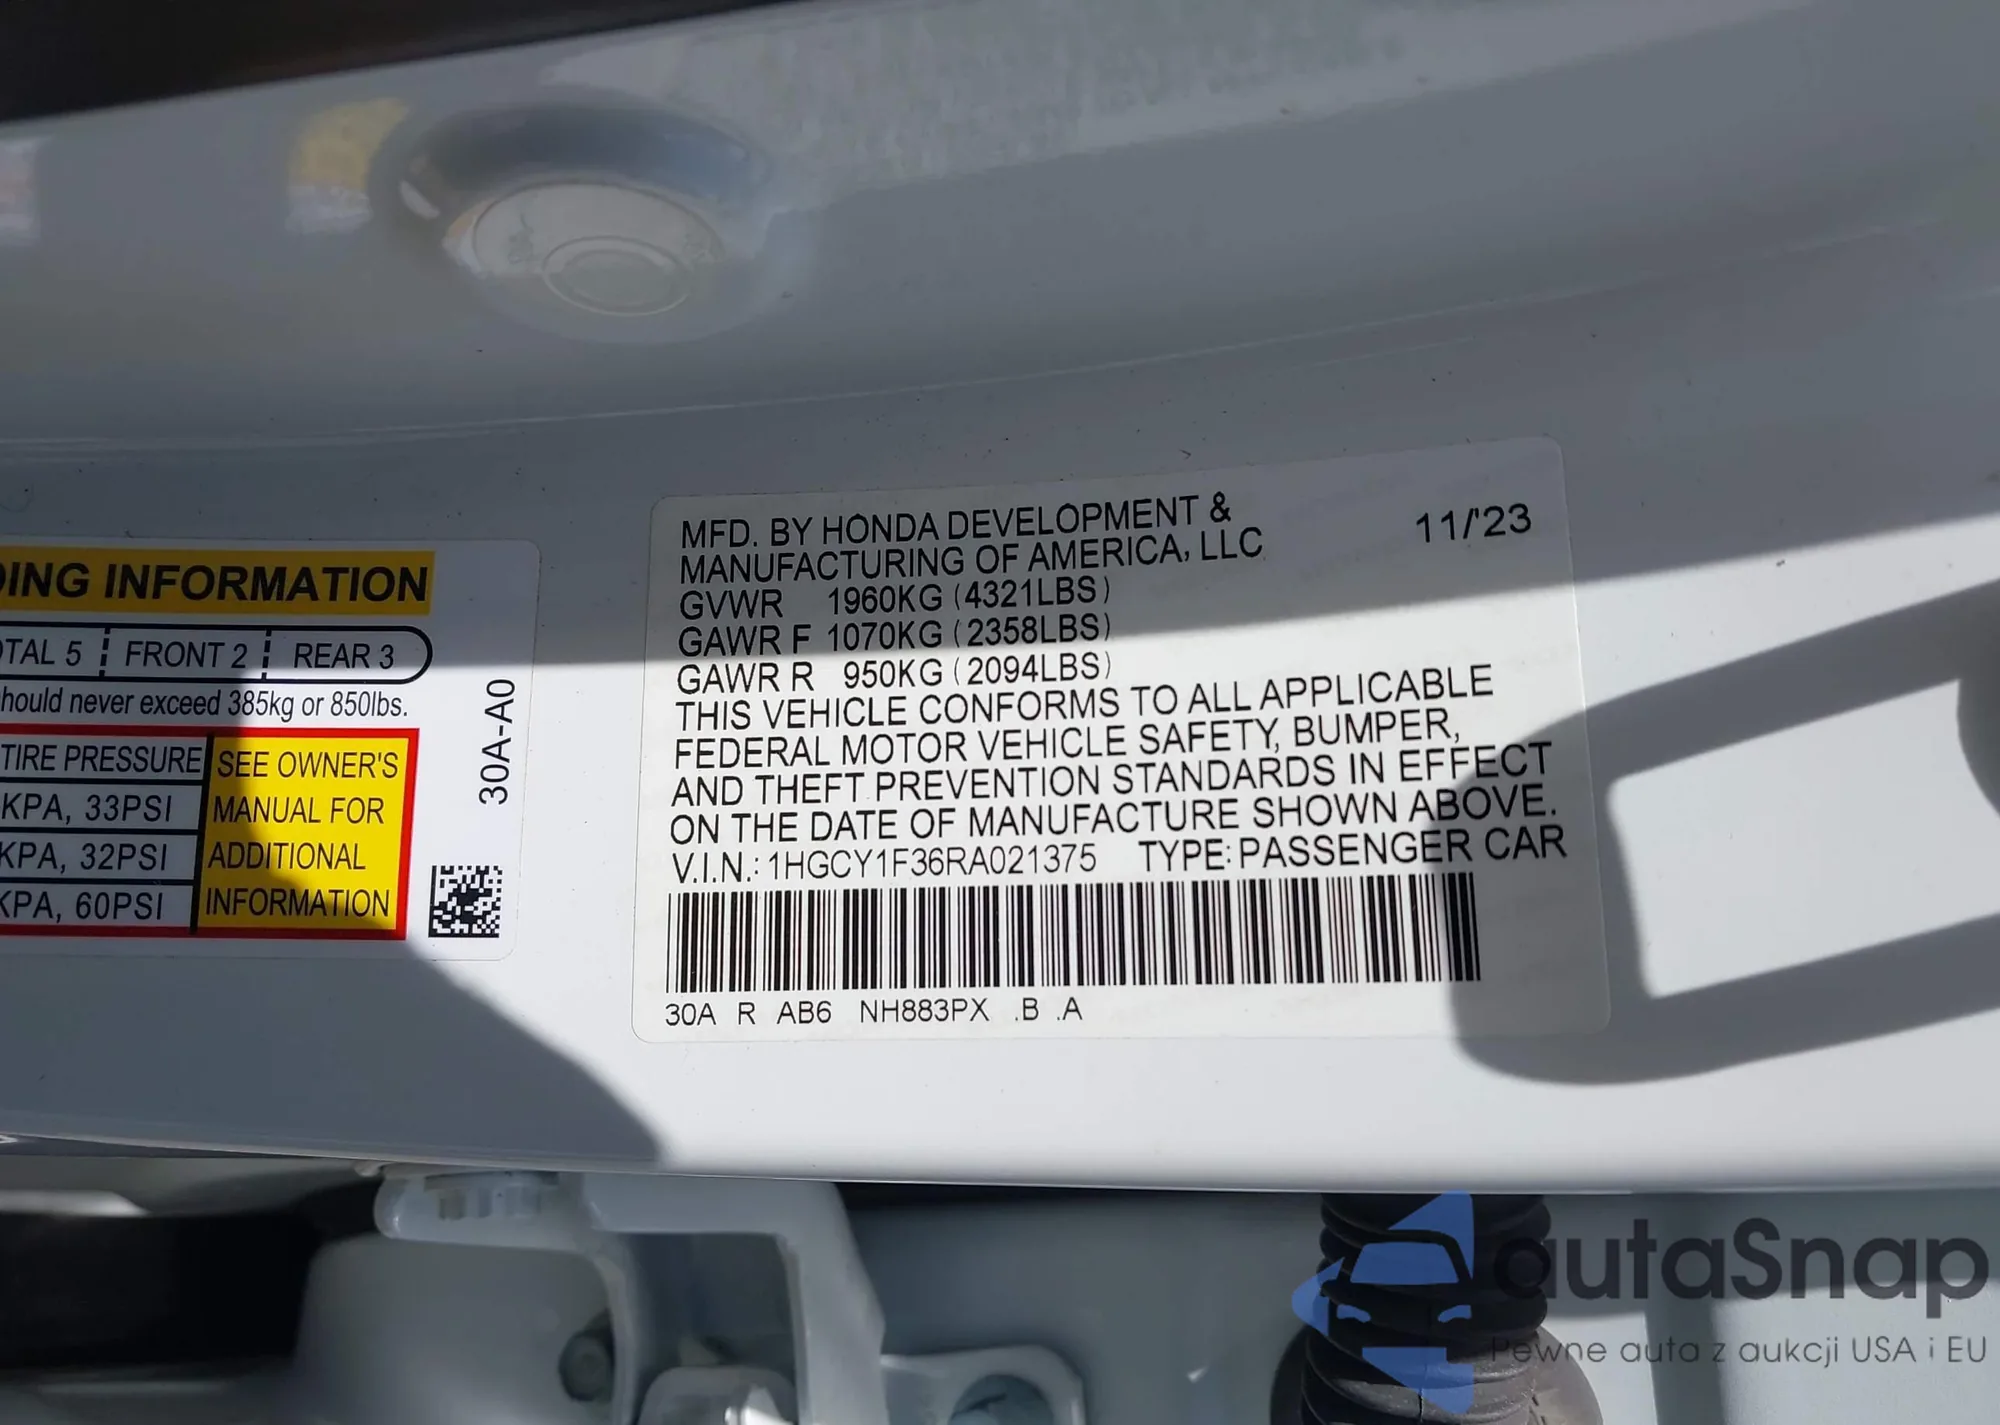 DING INFORMATION
OTAL 5 FRONT 2 REAR 3
hould never exceed 385kg or 850lbs.
TIRE PRESSURE
KPA, 33PSI
KPA, 32PSI
KPA, 60PSI
SEE OWNER'S
MANUAL FOR
ADDITIONAL
INFORMATION
30A-A0
MFD. BY HONDA DEVELOPMENT &
MANUFACTURING OF AMERICA, LLC
11/'23
GVWR 1960KG (4321LBS)
GAWR F 1070KG (2358LBS)
GAWR R 950KG (2094LBS)
THIS VEHICLE CONFORMS TO ALL APPLICABLE
FEDERAL MOTOR VEHICLE SAFETY, BUMPER,
AND THEFT PREVENTION STANDARDS IN EFFECT
ON THE DATE OF MANUFACTURE SHOWN ABOVE.
V.I.N.: 1HGCY1F36RA021375 TYPE: PASSENGER CAR
30A R AB6 NH883PX .B .A
autaSnap
Pewne auta z aukcji USA i EU